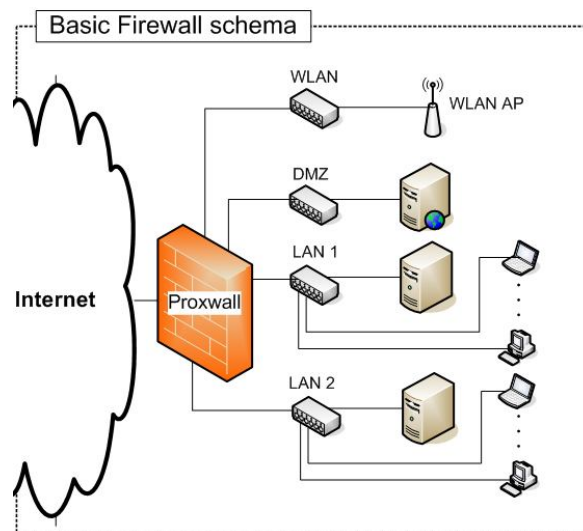 Basic Firewall schema
WLAN
WLAN AP
DMZ
LAN 1
Internet
Proxwall
LAN 2